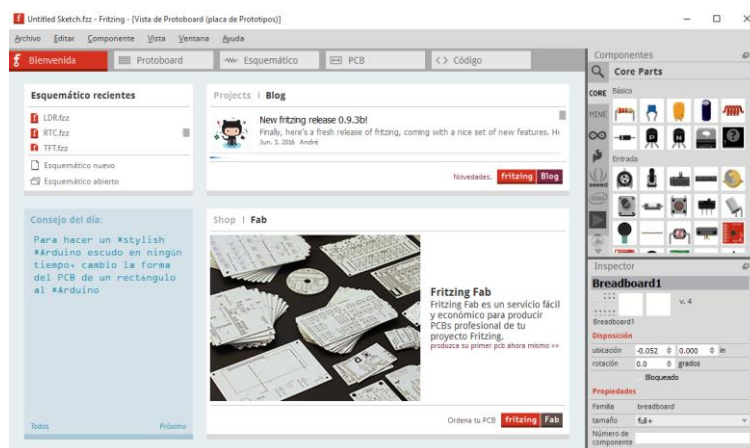 Untitled Sketch.fzz - Fritzing - [Vista de Protoboard (placa de Prototipos)]
Archivo Editar Componente Vista Ventana Ayuda
Bienvenida Protoboard Esquemático PCB Código
Esquemático recientes
LDR.fzz
RTC.fzz
TFT.fzz
Esquemático nuevo
Esquemático abierto
Projects | Blog
New fritzing release 0.9.3b!
Finally, here's a fresh release of fritzing, coming with a nice set of new features. He
Jun. 3. 2016 André
Novedades. fritzing Blog
Consejo del día:
Para hacer un *stylish
*Arduino escudo en ningún
tiempo, cambio la forma
del PCB de un rectángulo
al *Arduino
Todos Próximo
Shop | Fab
Fritzing Fab
Fritzing Fab es un servicio fácil
y económico para producir
PCBs profesional de tu
proyecto Fritzing.
produzca su primer pcb ahora mismo >>
Ordena tu PCB fritzing Fab
Componentes
Core Parts
CORE
MINE
seeed
Básico
Entrada
Inspector
Breadboard1
v. 4
Breadboard1
Disposición
ubicación -0.052 0.000 in
rotación 0.0 grados
Bloqueado
Propiedades
Familia breadboard
tamaño full+
Número de
componente